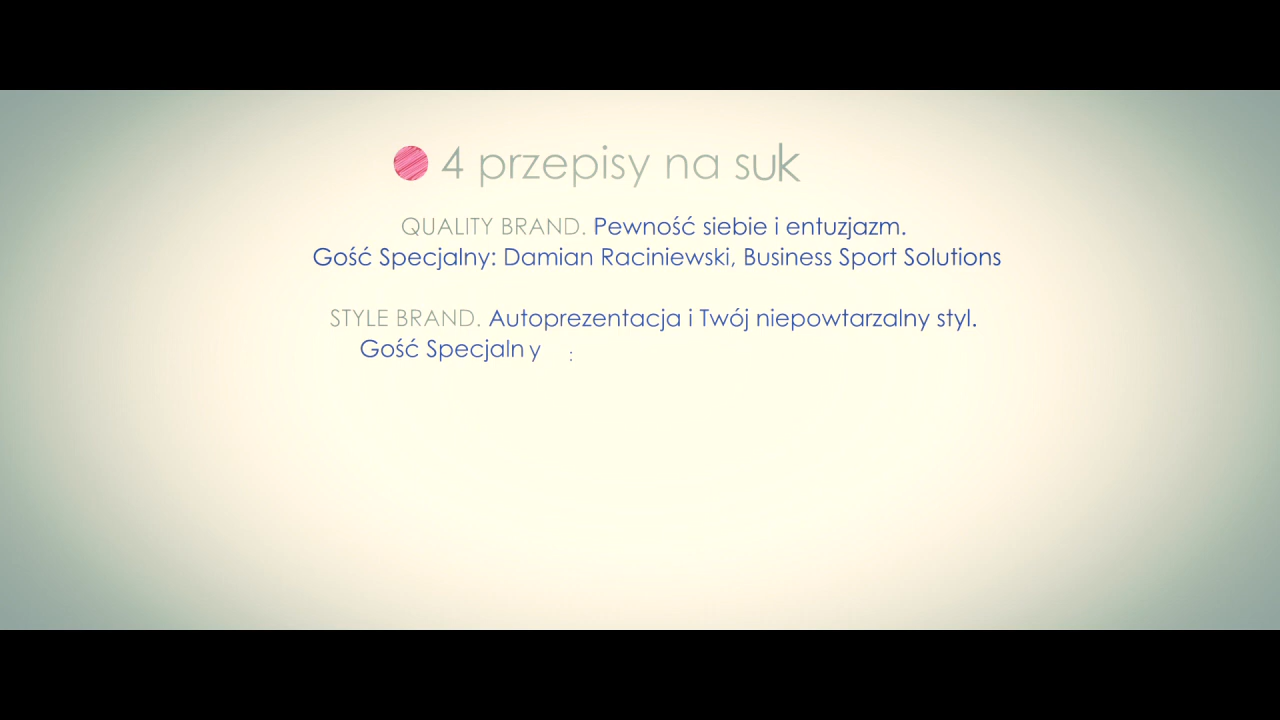 4 przepisy na suk
QUALITY BRAND. Pewność siebie i entuzjazm.
Gość Specjalny: Damian Raciniewski, Business Sport Solutions
STYLE BRAND. Autoprezentacja i Twój niepowtarzalny styl.
Gość Specjalny :